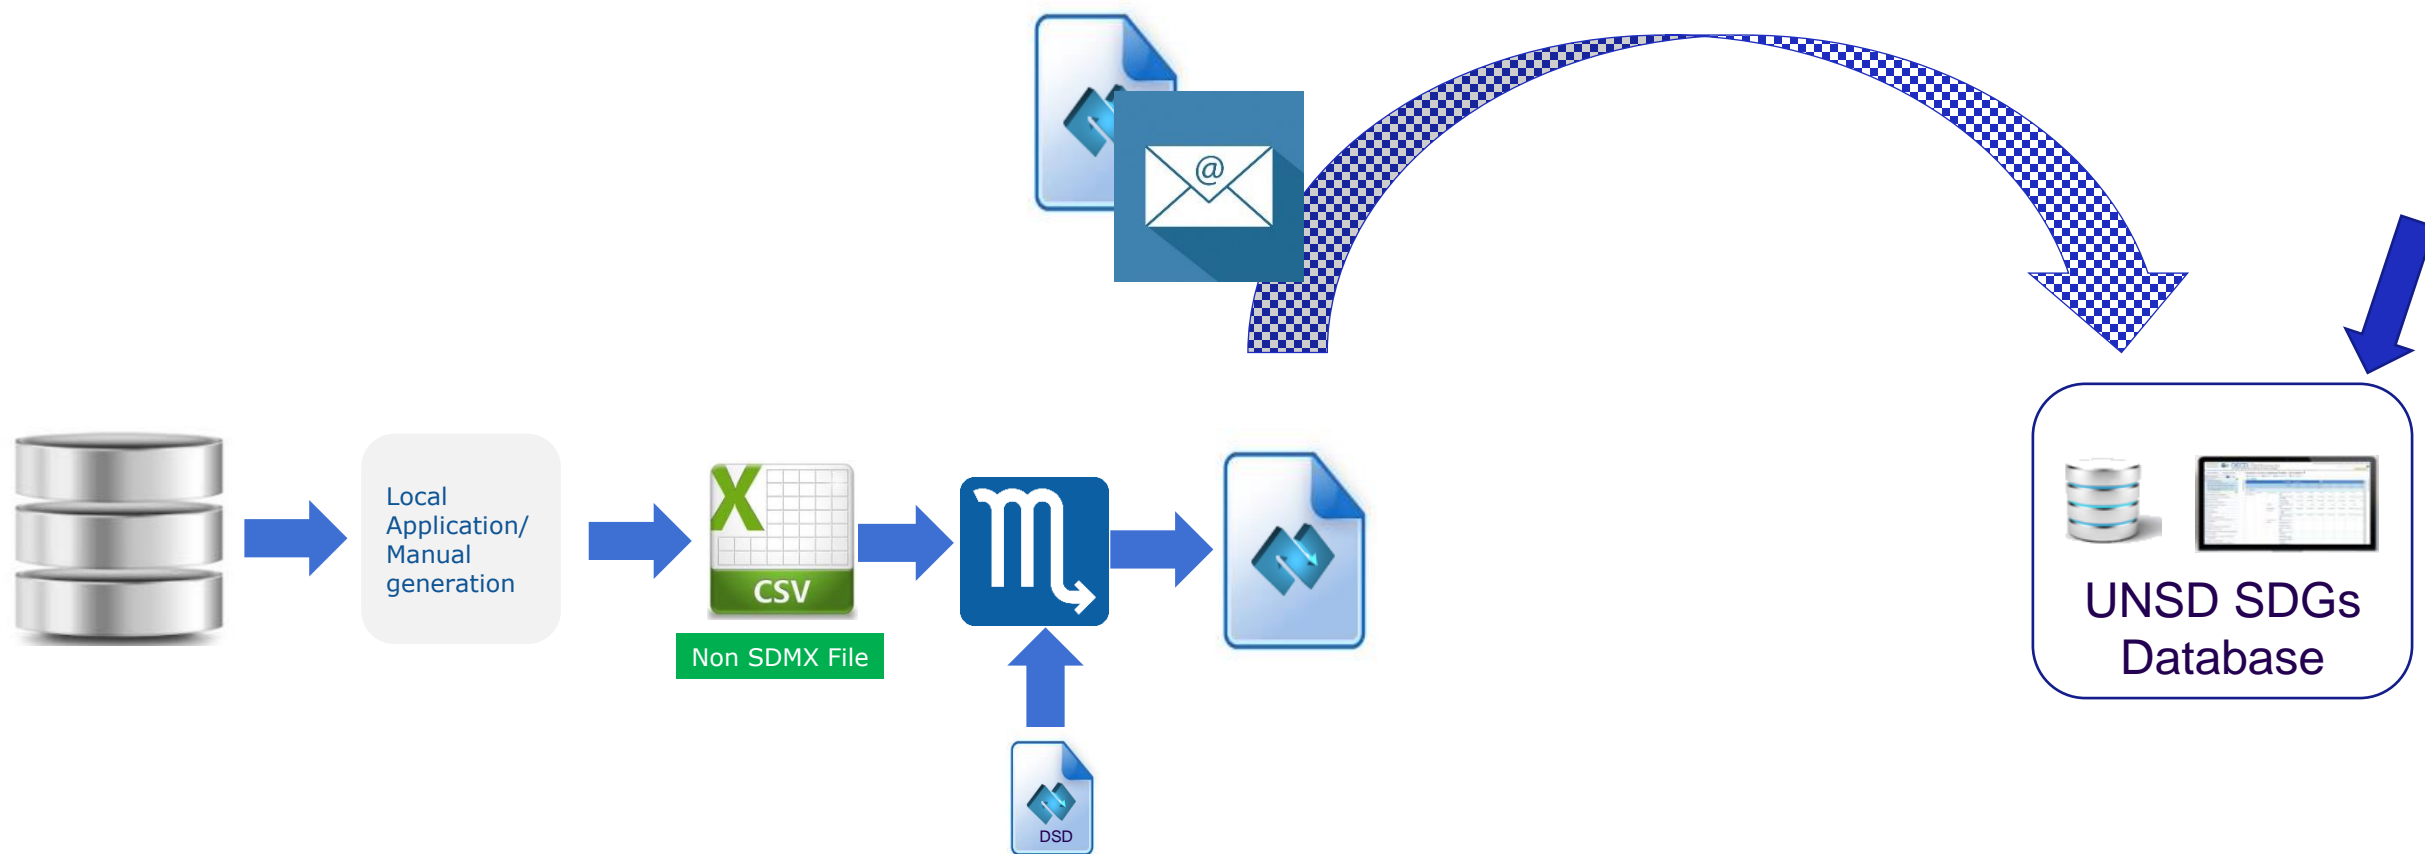 @
Local
Application/
Manual
generation
X
CSV
Non SDMX File
DSD
UNSD SDGs
Database